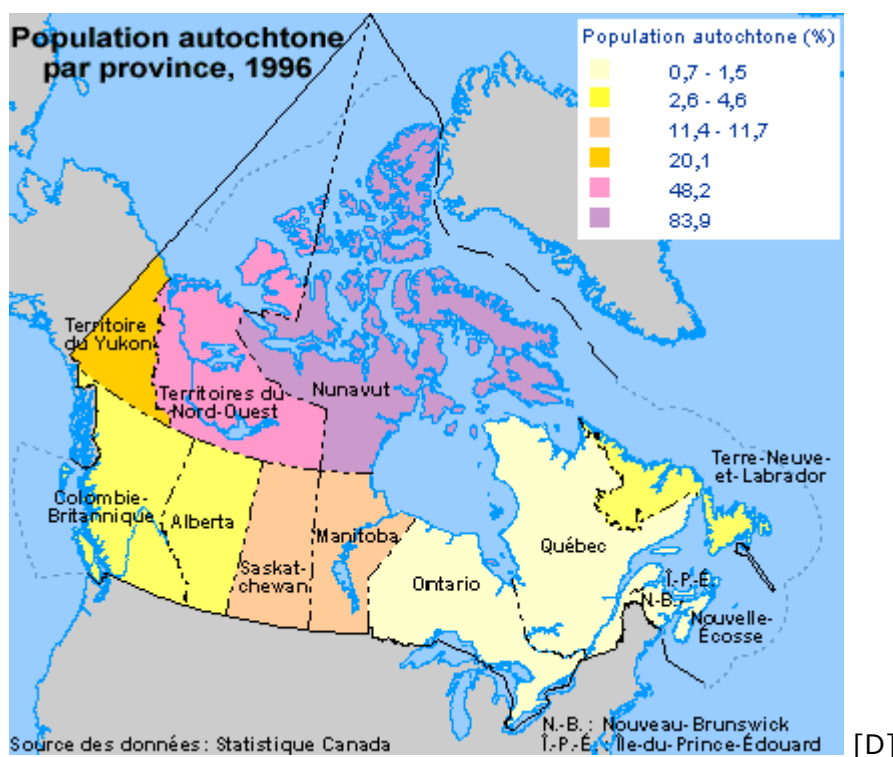 Population autochtone
par province, 1996
Population autochtone (%)
0,7 - 1,5
2,6 - 4,6
11,4 - 11,7
20,1
48,2
83,9
Territoire
du Yukon
Territoires du
Nord-Ouest
Nunavut
Terre-Neuve-
et-Labrador
Colombie-
Britannique
Alberta
Saskat-
chewan
Manitoba
Ontario
Québec
Î.-P.-É.
N.-B.
Nouvelle-
Écosse
N.-B. : Nouveau-Brunswick
Î.-P.-É. : Île-du-Prince-Édouard
Source des données : Statistique Canada
[D]